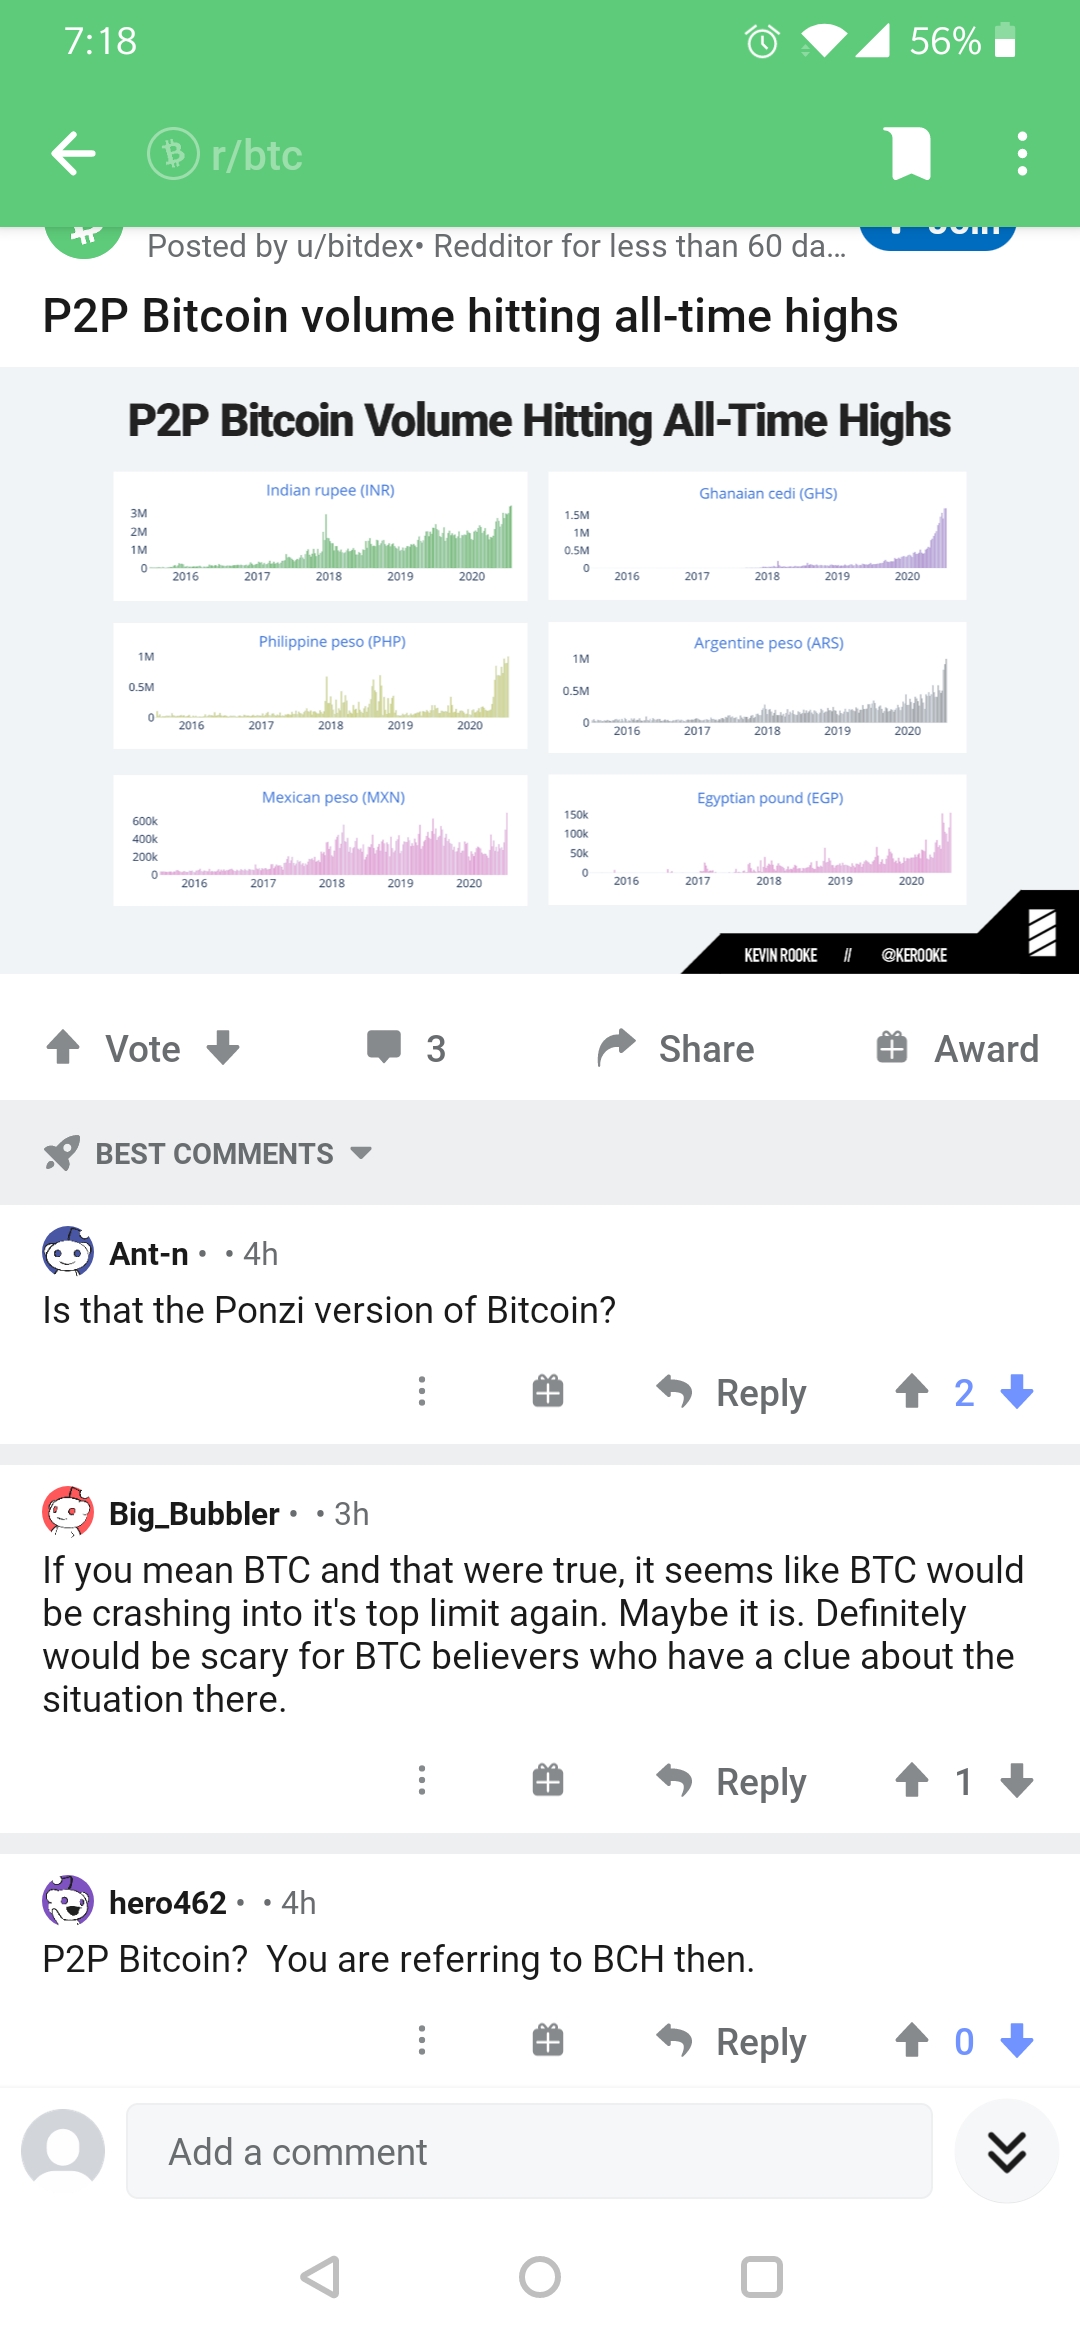 7:18
56%
r/btc
Posted by u/bitdex• Redditor for less than 60 da...
Join
P2P Bitcoin volume hitting all-time highs
P2P Bitcoin Volume Hitting All-Time Highs
Indian rupee (INR)
3M
2M
1M
0
2016 2017 2018 2019 2020
Ghanaian cedi (GHS)
1.5M
1M
0.5M
0
2016 2017 2018 2019 2020
Philippine peso (PHP)
1M
0.5M
0
2016 2017 2018 2019 2020
Argentine peso (ARS)
1M
0.5M
0
2016 2017 2018 2019 2020
Mexican peso (MXN)
600k
400k
200k
0
2016 2017 2018 2019 2020
Egyptian pound (EGP)
150k
100k
50k
0
2016 2017 2018 2019 2020
KEVIN ROOKE // @KEROOKE
Vote 3 Share Award
BEST COMMENTS
Ant-n • • 4h
Is that the Ponzi version of Bitcoin?
Reply 2
Big_Bubbler • • 3h
If you mean BTC and that were true, it seems like BTC would
be crashing into it's top limit again. Maybe it is. Definitely
would be scary for BTC believers who have a clue about the
situation there.
Reply 1
hero462 • • 4h
P2P Bitcoin?  You are referring to BCH then.
Reply 0
Add a comment